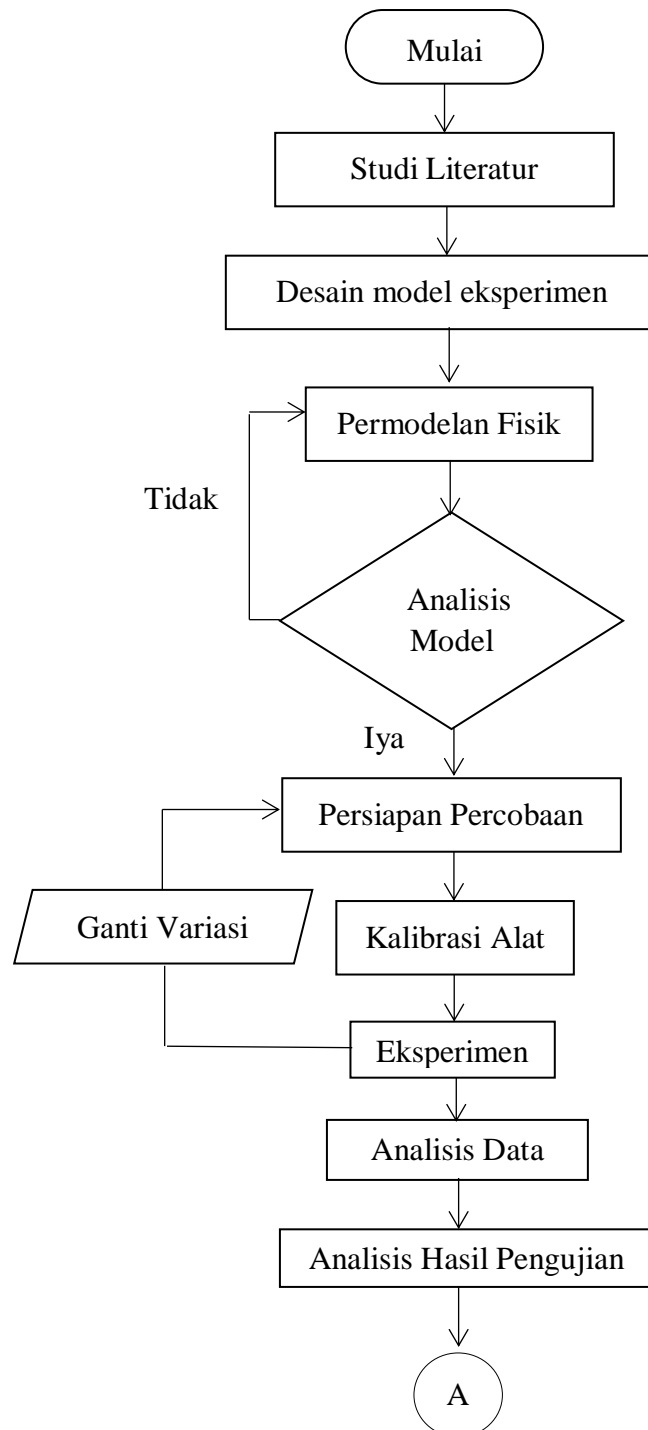 Mulai
Studi Literatur
Desain model eksperimen
Permodelan Fisik
Tidak
Analisis
Model
Iya
Persiapan Percobaan
Ganti Variasi
Kalibrasi Alat
Eksperimen
Analisis Data
Analisis Hasil Pengujian
A